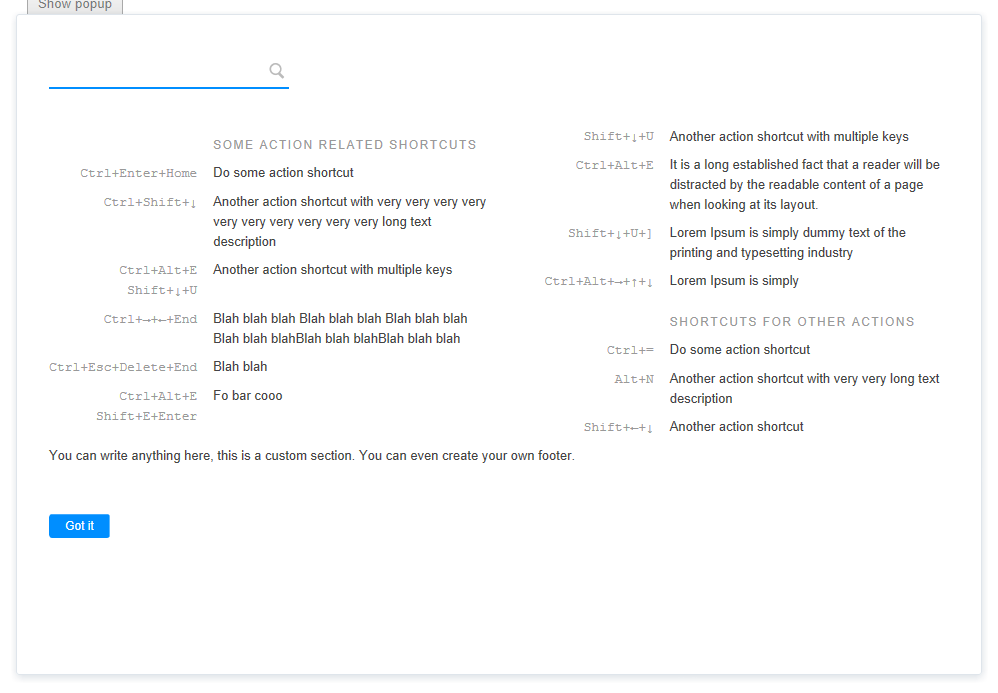 Show popup
SOME ACTION RELATED SHORTCUTS
Ctrl+Enter+Home Do some action shortcut
Ctrl+Shift+↓ Another action shortcut with very very very very
very very very very very very long text
description
Ctrl+Alt+E Another action shortcut with multiple keys
Shift+↓+U
Ctrl+→+←+End Blah blah blah Blah blah blah Blah blah blah
Blah blah blahBlah blah blahBlah blah blah
Ctrl+Esc+Delete+End Blah blah
Ctrl+Alt+E Fo bar cooo
Shift+E+Enter
Shift+↓+U Another action shortcut with multiple keys
Ctrl+Alt+E It is a long established fact that a reader will be
distracted by the readable content of a page
when looking at its layout.
Shift+↓+U+] Lorem Ipsum is simply dummy text of the
printing and typesetting industry
Ctrl+Alt+→+↑+↓ Lorem Ipsum is simply
SHORTCUTS FOR OTHER ACTIONS
Ctrl+= Do some action shortcut
Alt+N Another action shortcut with very very long text
description
Shift+←+↓ Another action shortcut
You can write anything here, this is a custom section. You can even create your own footer.
Got it